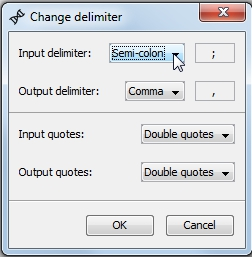 Change delimiter
Input delimiter: Semi-colon ;
Output delimiter: Comma ,
Input quotes: Double quotes
Output quotes: Double quotes
OK Cancel